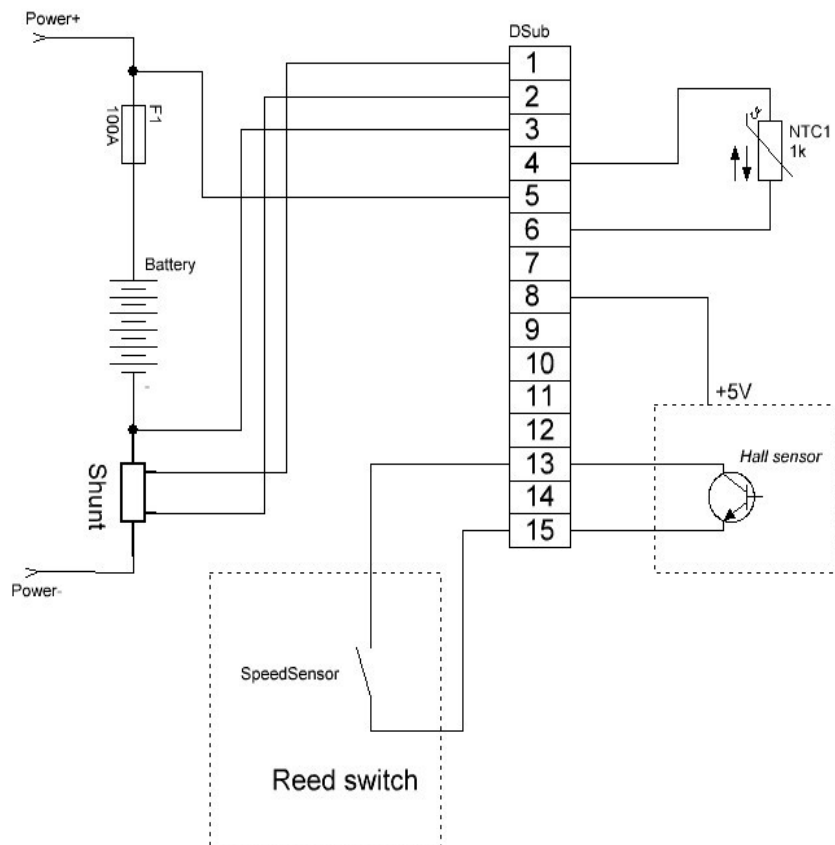 Power+
DSub
1
2
3
4
5
6
7
8
9
10
11
12
13
14
15
F1
100A
NTC1
1k
ϑ
Battery
-
+5V
Hall sensor
Shunt
Power-
SpeedSensor
Reed switch